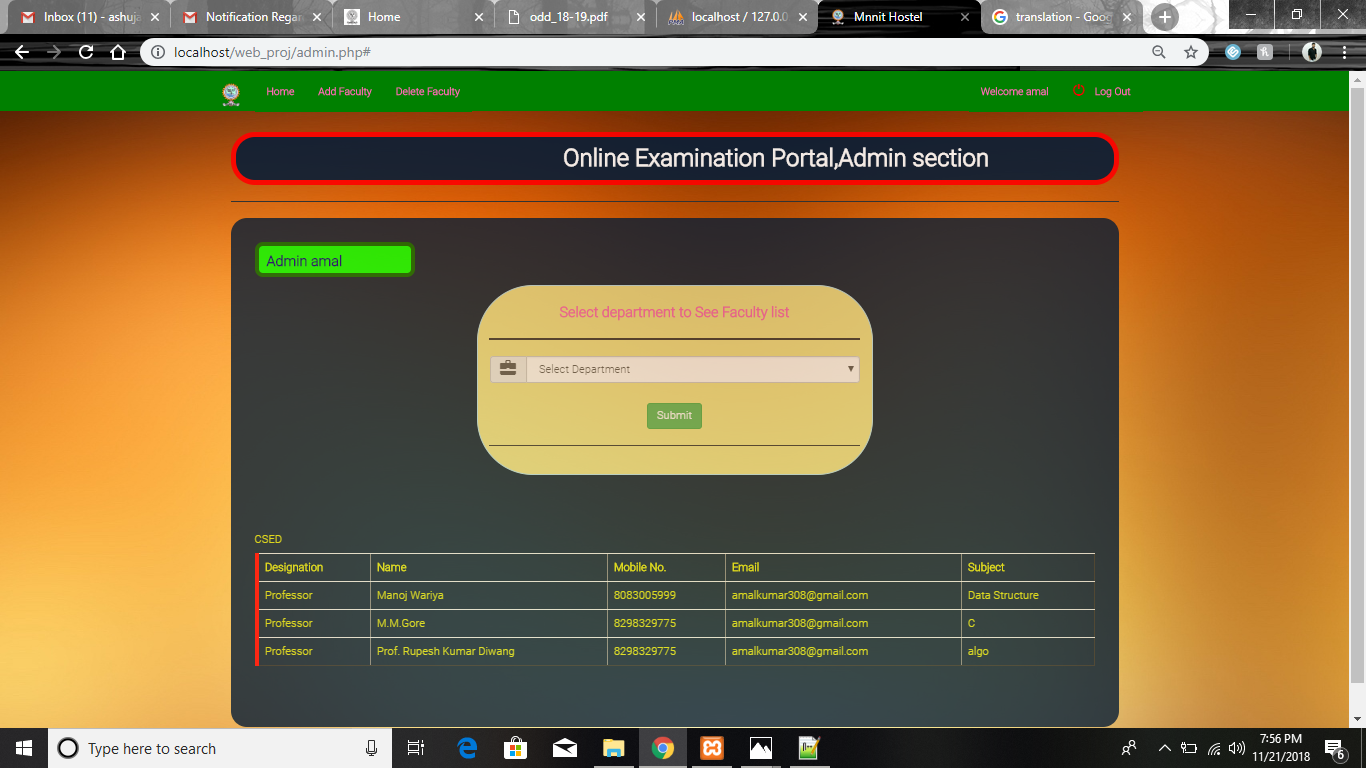 Inbox (11) - ashuja
Notification Regar
Home
odd_18-19.pdf
localhost / 127.0.0
Mnnit Hostel
translation - Goog
localhost/web_proj/admin.php#
Home Add Faculty Delete Faculty Welcome amal Log Out
Online Examination Portal,Admin section
Admin amal
Select department to See Faculty list
Select Department
Submit
CSED
Designation Name Mobile No. Email Subject
Professor Manoj Wariya 8083005999 amalkumar308@gmail.com Data Structure
Professor M.M.Gore 8298329775 amalkumar308@gmail.com C
Professor Prof. Rupesh Kumar Diwang 8298329775 amalkumar308@gmail.com algo
Type here to search
7:56 PM
11/21/2018
6